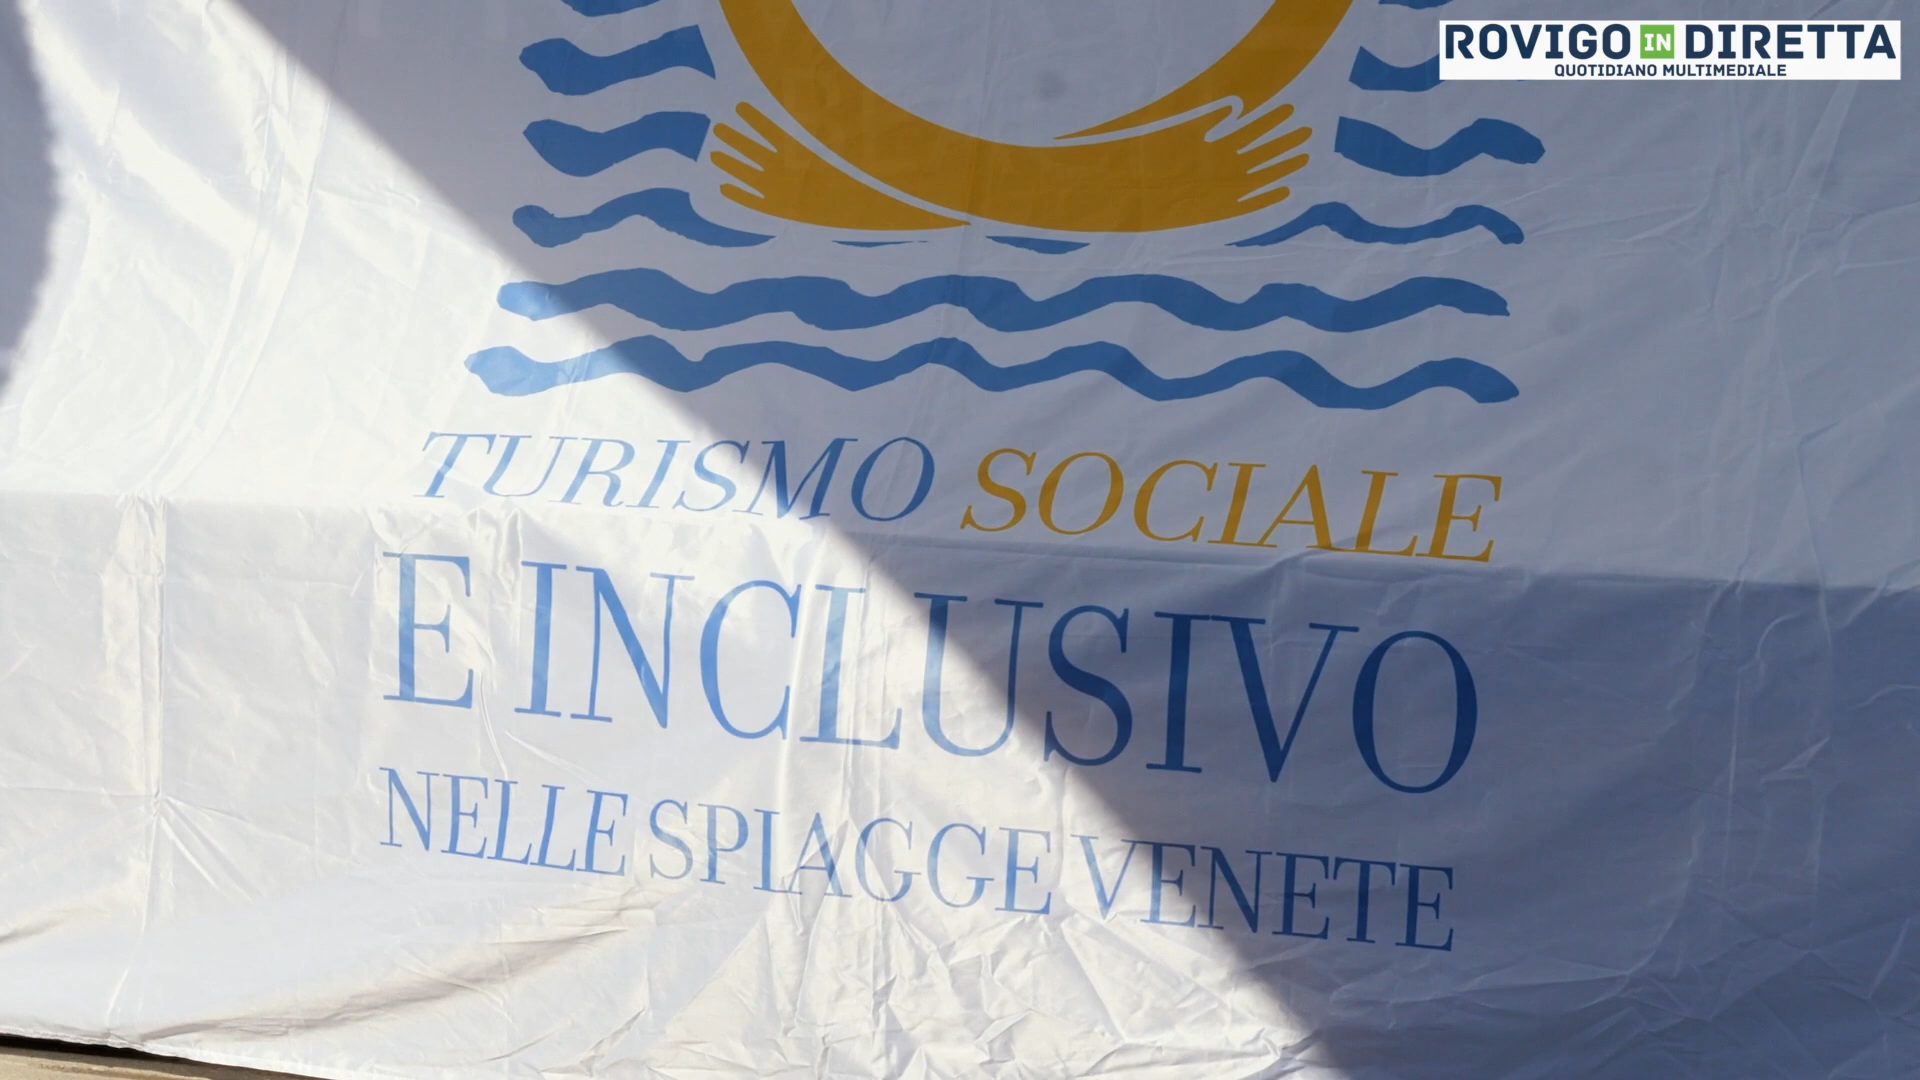 ROVIGO IN DIRETTA
QUOTIDIANO MULTIMEDIALE
TURISMO SOCIALE
E INCLUSIVO
NELLE SPIAGGE VENETE